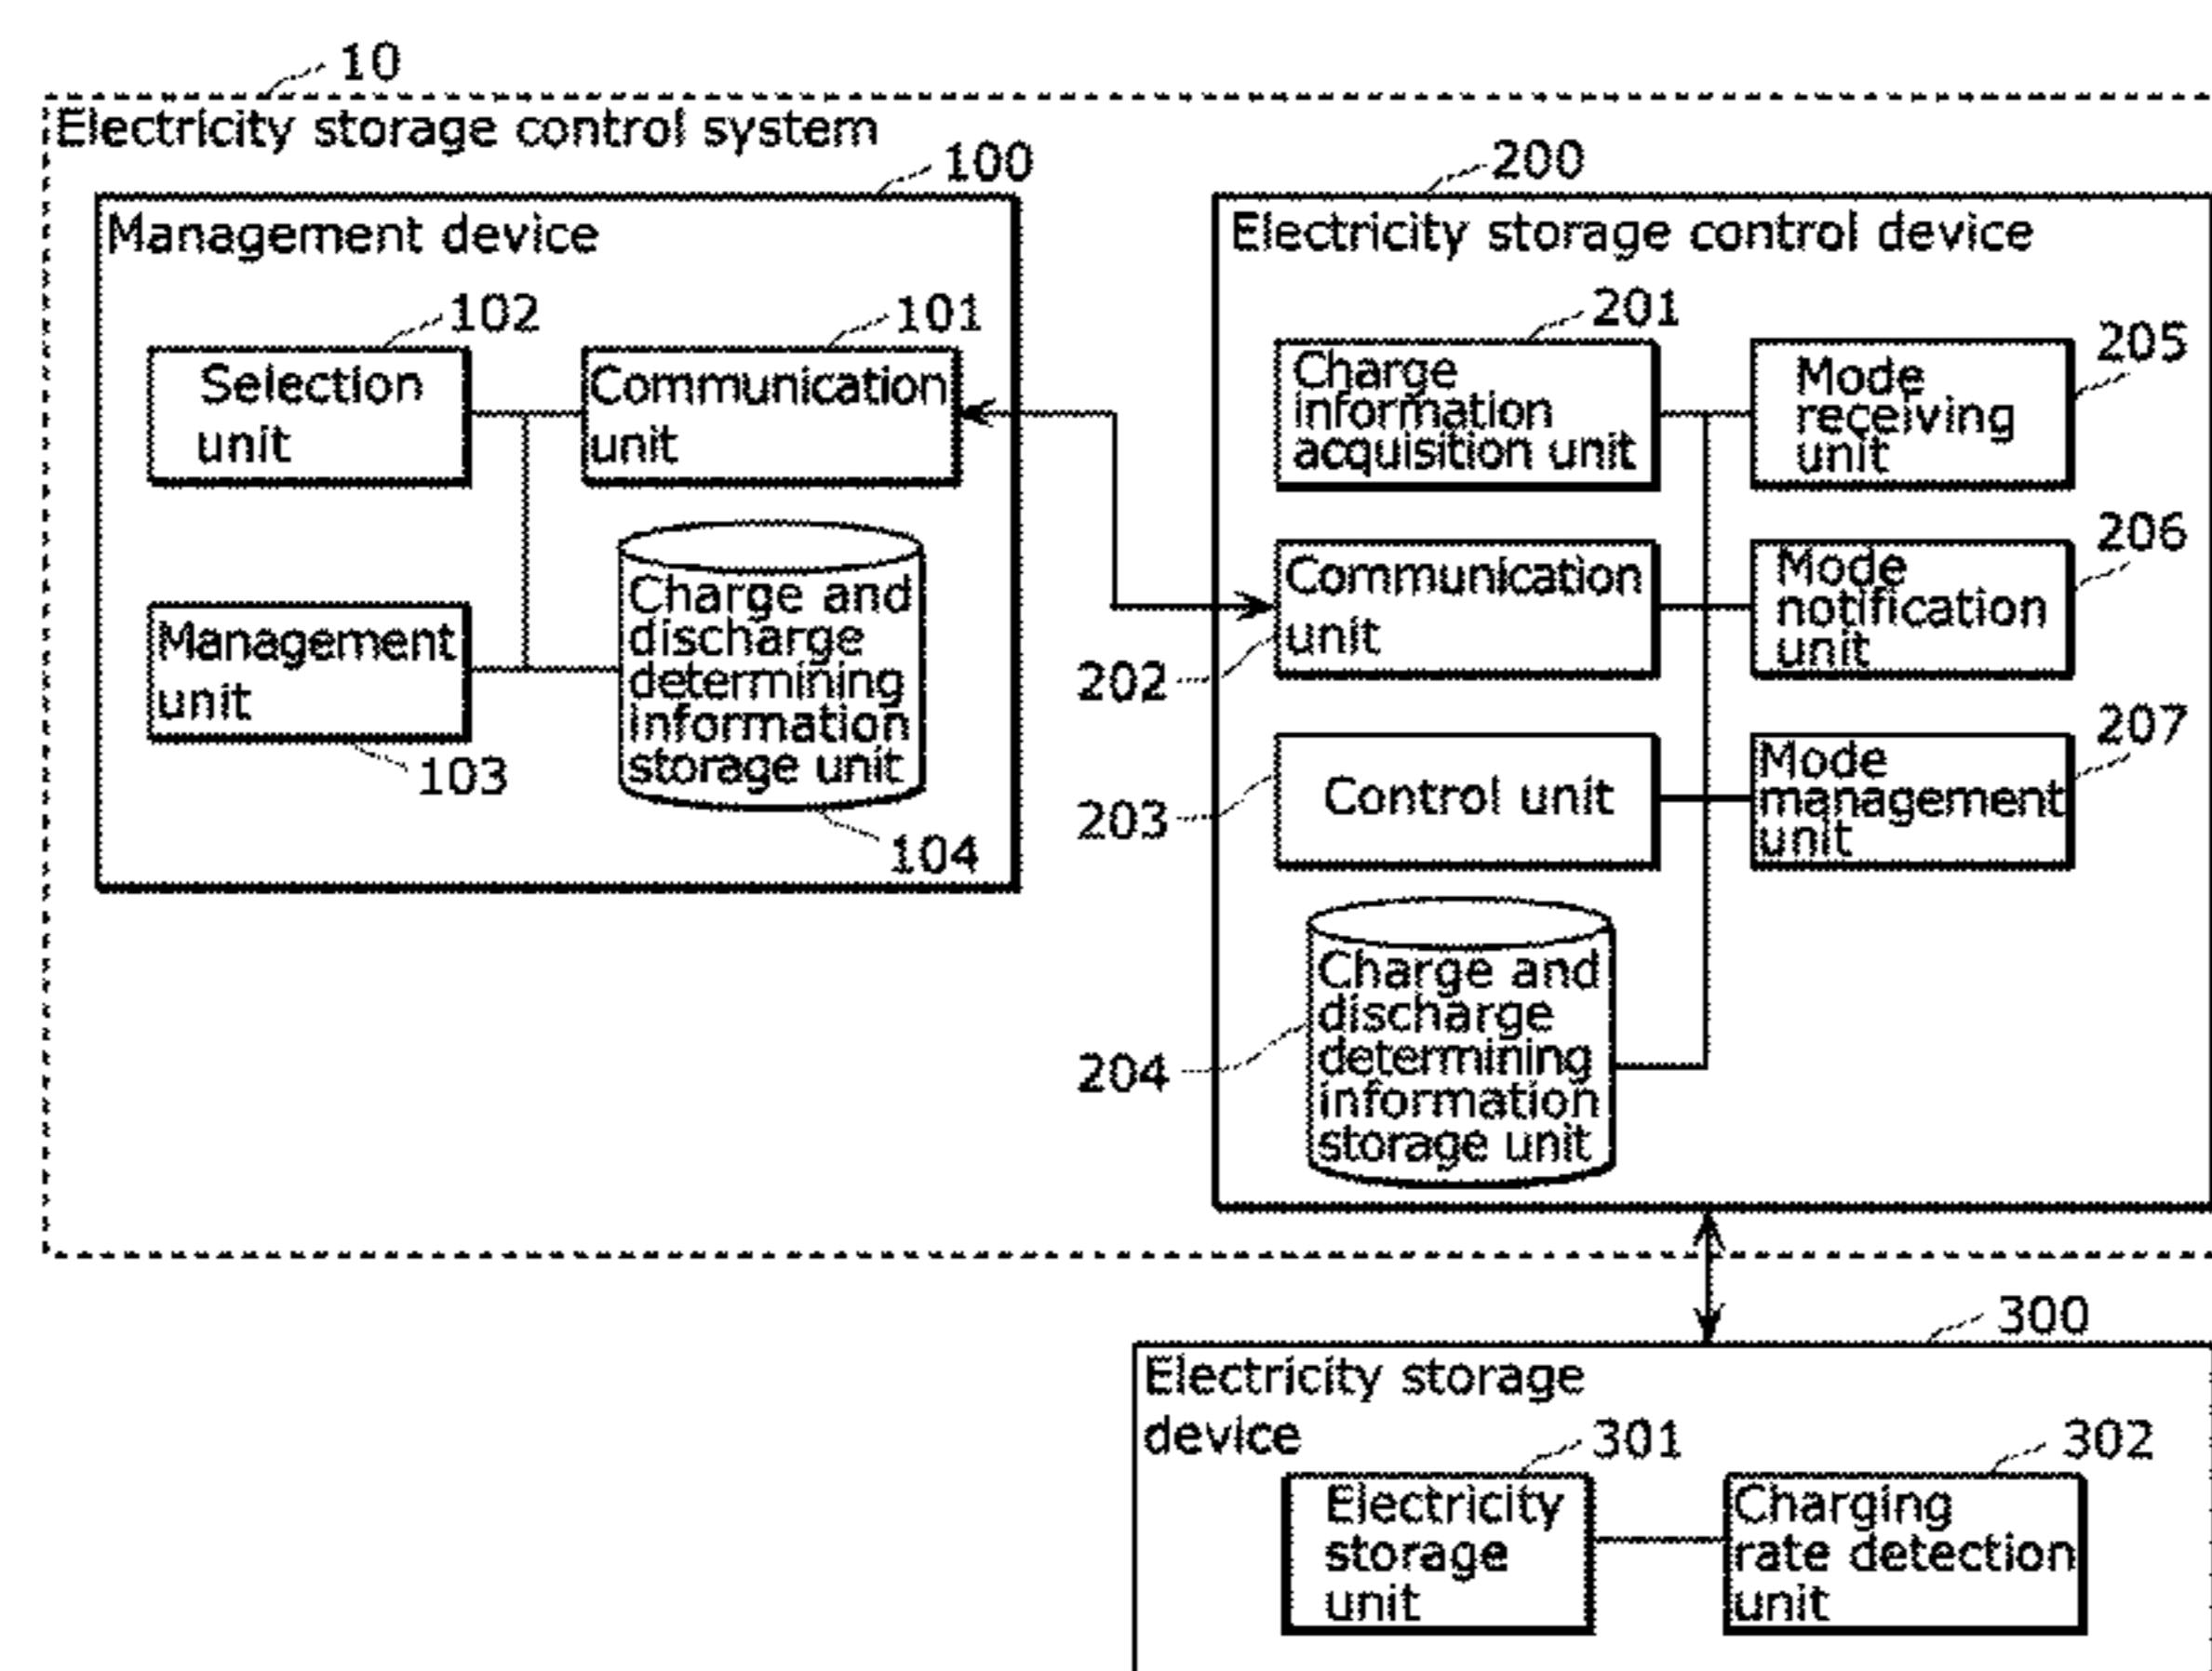 10
Electricity storage control system
100
Management device
102
Selection
unit
101
Communication
unit
Management
unit
103
Charge and
discharge
determining
information
storage unit
104
200
Electricity storage control device
201
Charge
information
acquisition unit
205
Mode
receiving
unit
Communication
unit
202
206
Mode
notification
unit
203
Control unit
207
Mode
management
unit
204
Charge and
discharge
determining
information
storage unit
300
Electricity storage
device
301
Electricity
storage
unit
302
Charging
rate detection
unit